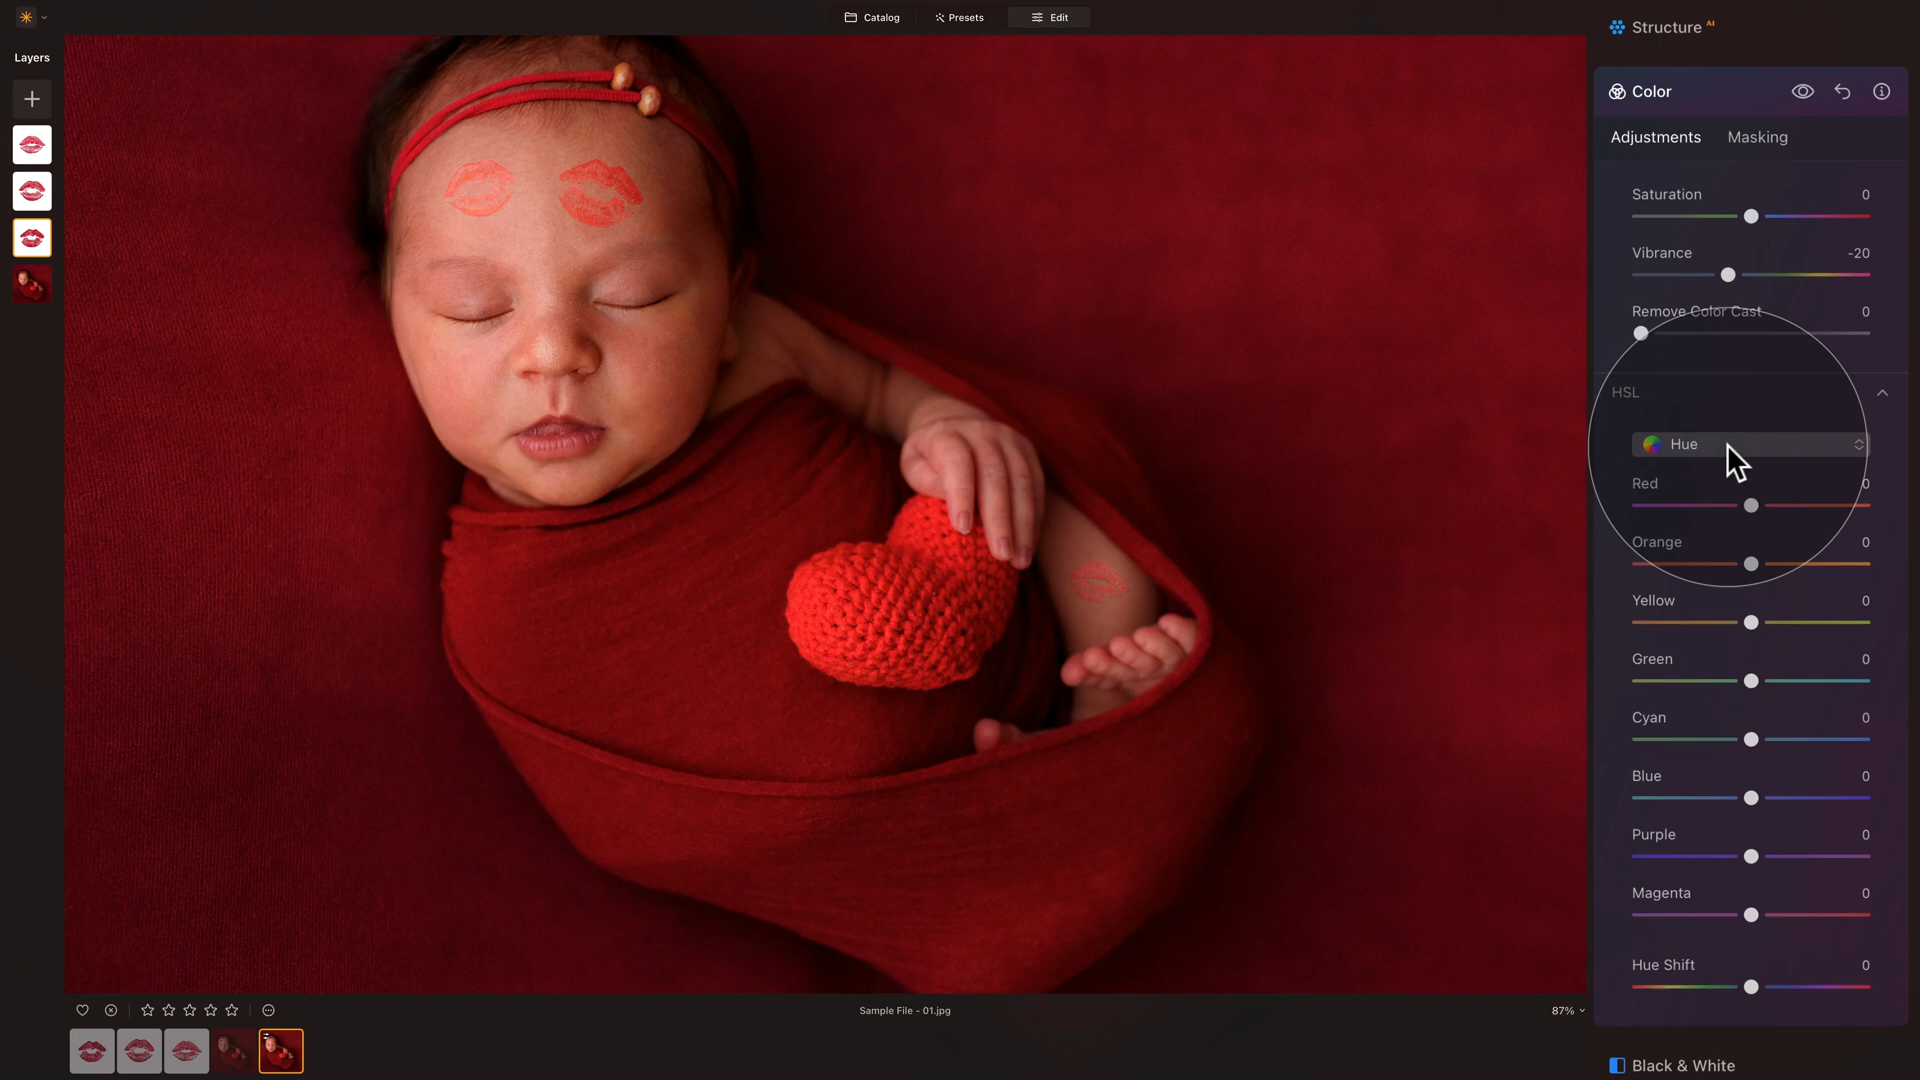 Catalog
Presets
Edit
Layers
Structure AI
Color
Adjustments
Masking
Saturation 0
Vibrance -20
Remove Color Cast 0
HSL
Hue
Red 0
Orange 0
Yellow 0
Green 0
Cyan 0
Blue 0
Purple 0
Magenta 0
Hue Shift 0
Sample File - 01.jpg
87%
Black & White